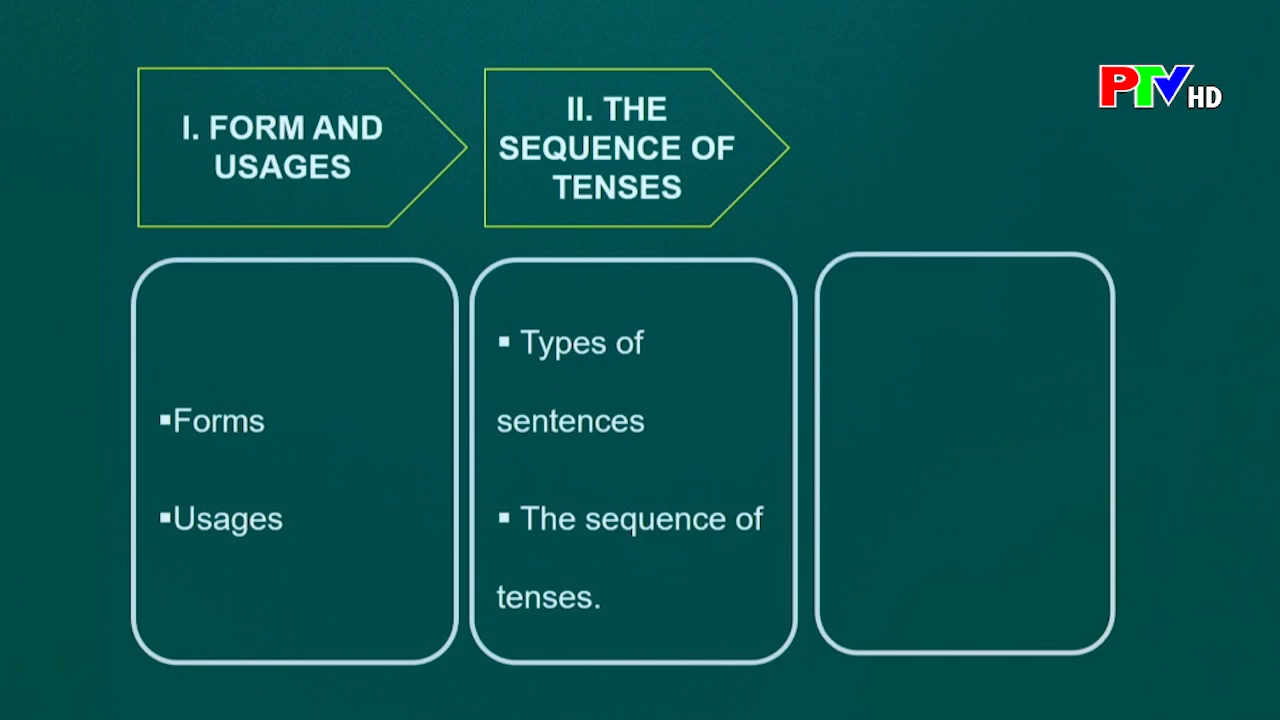 I. FORM AND
USAGES
II. THE
SEQUENCE OF
TENSES
PTV HD
▪Forms
▪Usages
▪ Types of
sentences
▪ The sequence of
tenses.